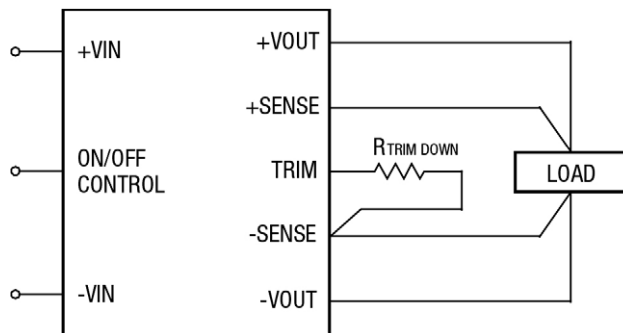 +VIN
ON/OFF
CONTROL
-VIN
+VOUT
+SENSE
TRIM
-SENSE
-VOUT
RTRIM DOWN
LOAD